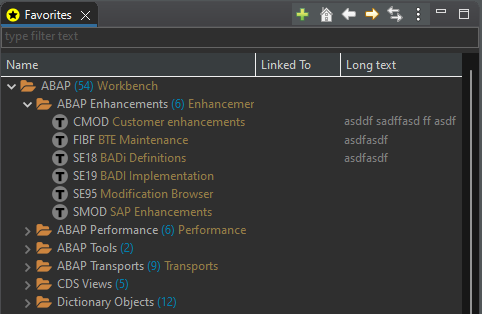 Favorites
type filter text
Name Linked To Long text
ABAP (54) Workbench
ABAP Enhancements (6) Enhancemer
CMOD Customer enhancements asddf sadffasd ff asdf
FIBF BTE Maintenance asdfasdf
SE18 BADi Definitions asdfasdf
SE19 BADI Implementation
SE95 Modification Browser
SMOD SAP Enhancements
ABAP Performance (6) Performance
ABAP Tools (2)
ABAP Transports (9) Transports
CDS Views (5)
Dictionary Objects (12)